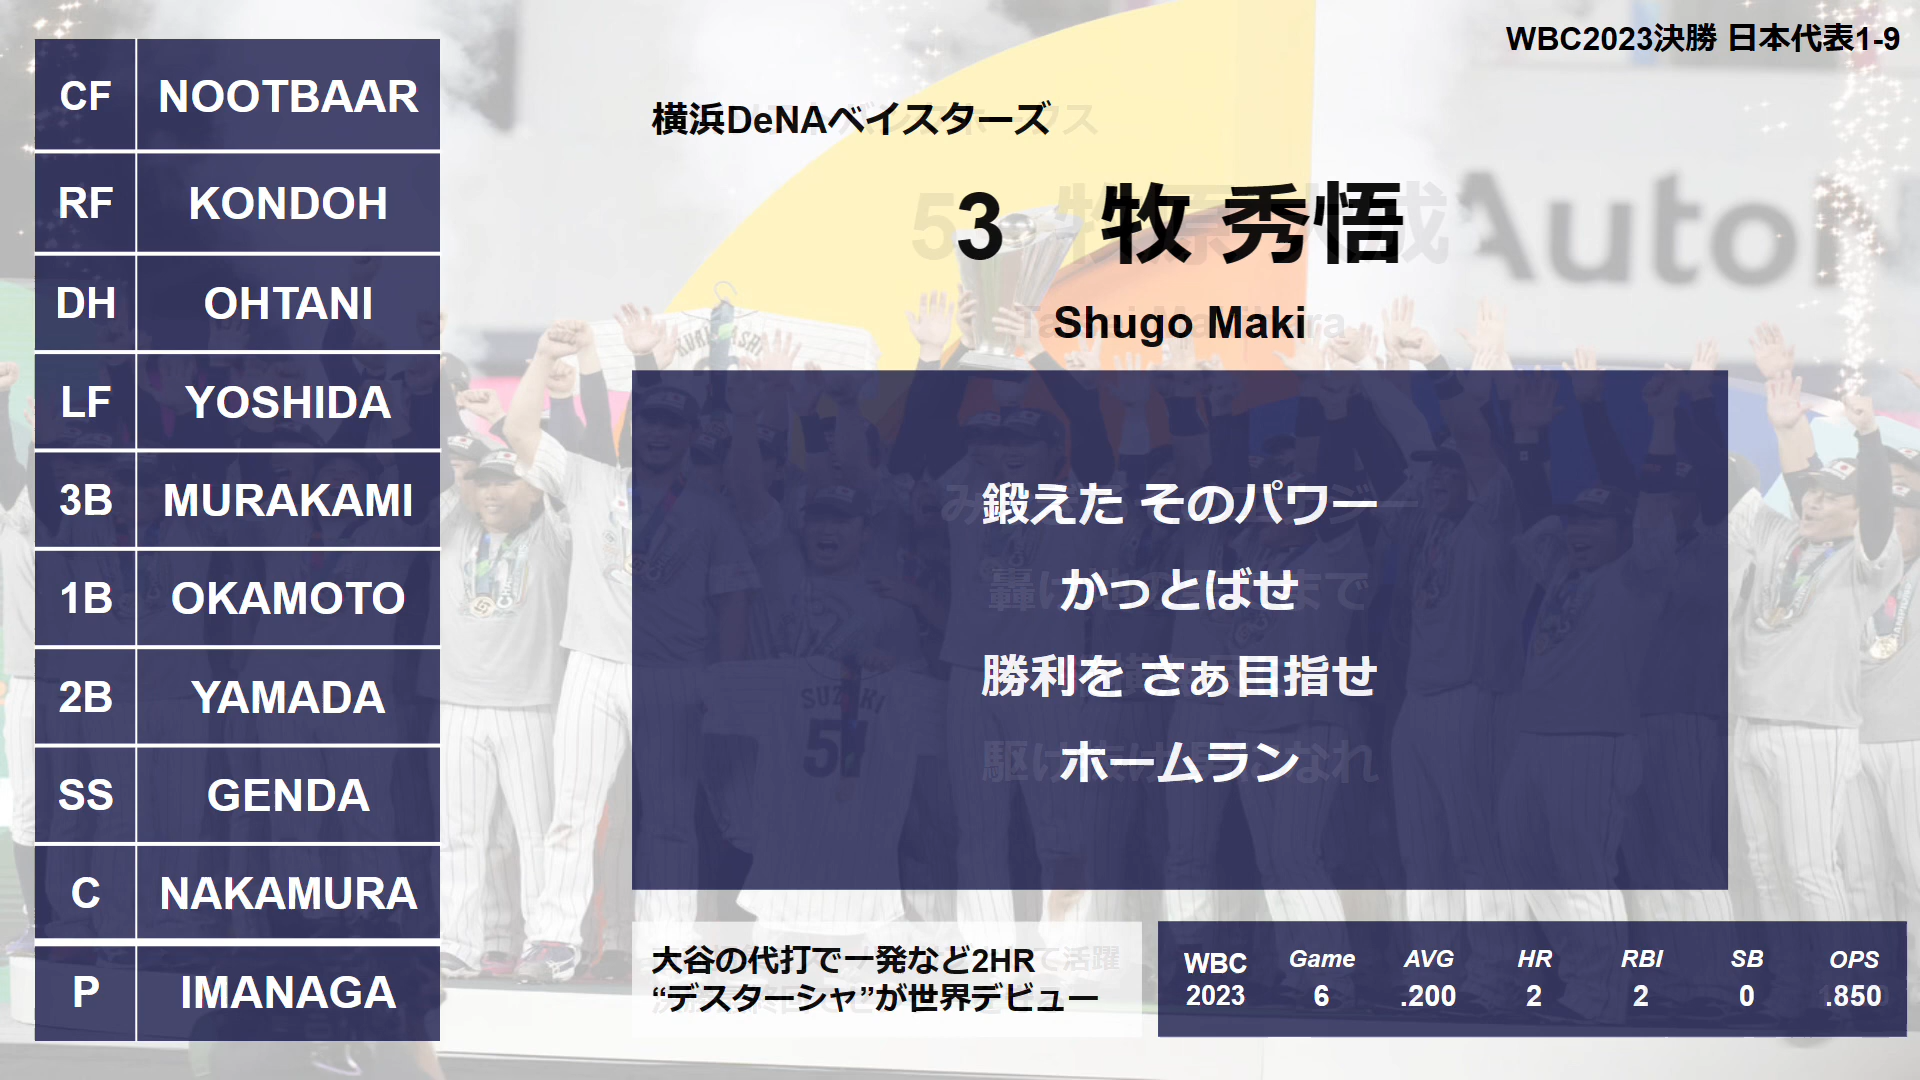 WBC2023決勝 日本代表1-9
CF NOOTBAAR
RF KONDOH
DH OHTANI
LF YOSHIDA
3B MURAKAMI
1B OKAMOTO
2B YAMADA
SS GENDA
C NAKAMURA
P IMANAGA
横浜DeNAベイスターズ
3 牧 秀悟
Shugo Maki
鍛えた そのパワー
かっとばせ
勝利を さぁ目指せ
ホームラン
大谷の代打で一発など2HR
“デスターシャ”が世界デビュー
WBC 2023
Game AVG HR RBI SB OPS
6 .200 2 2 0 .850
SUZUKI
51
Auto